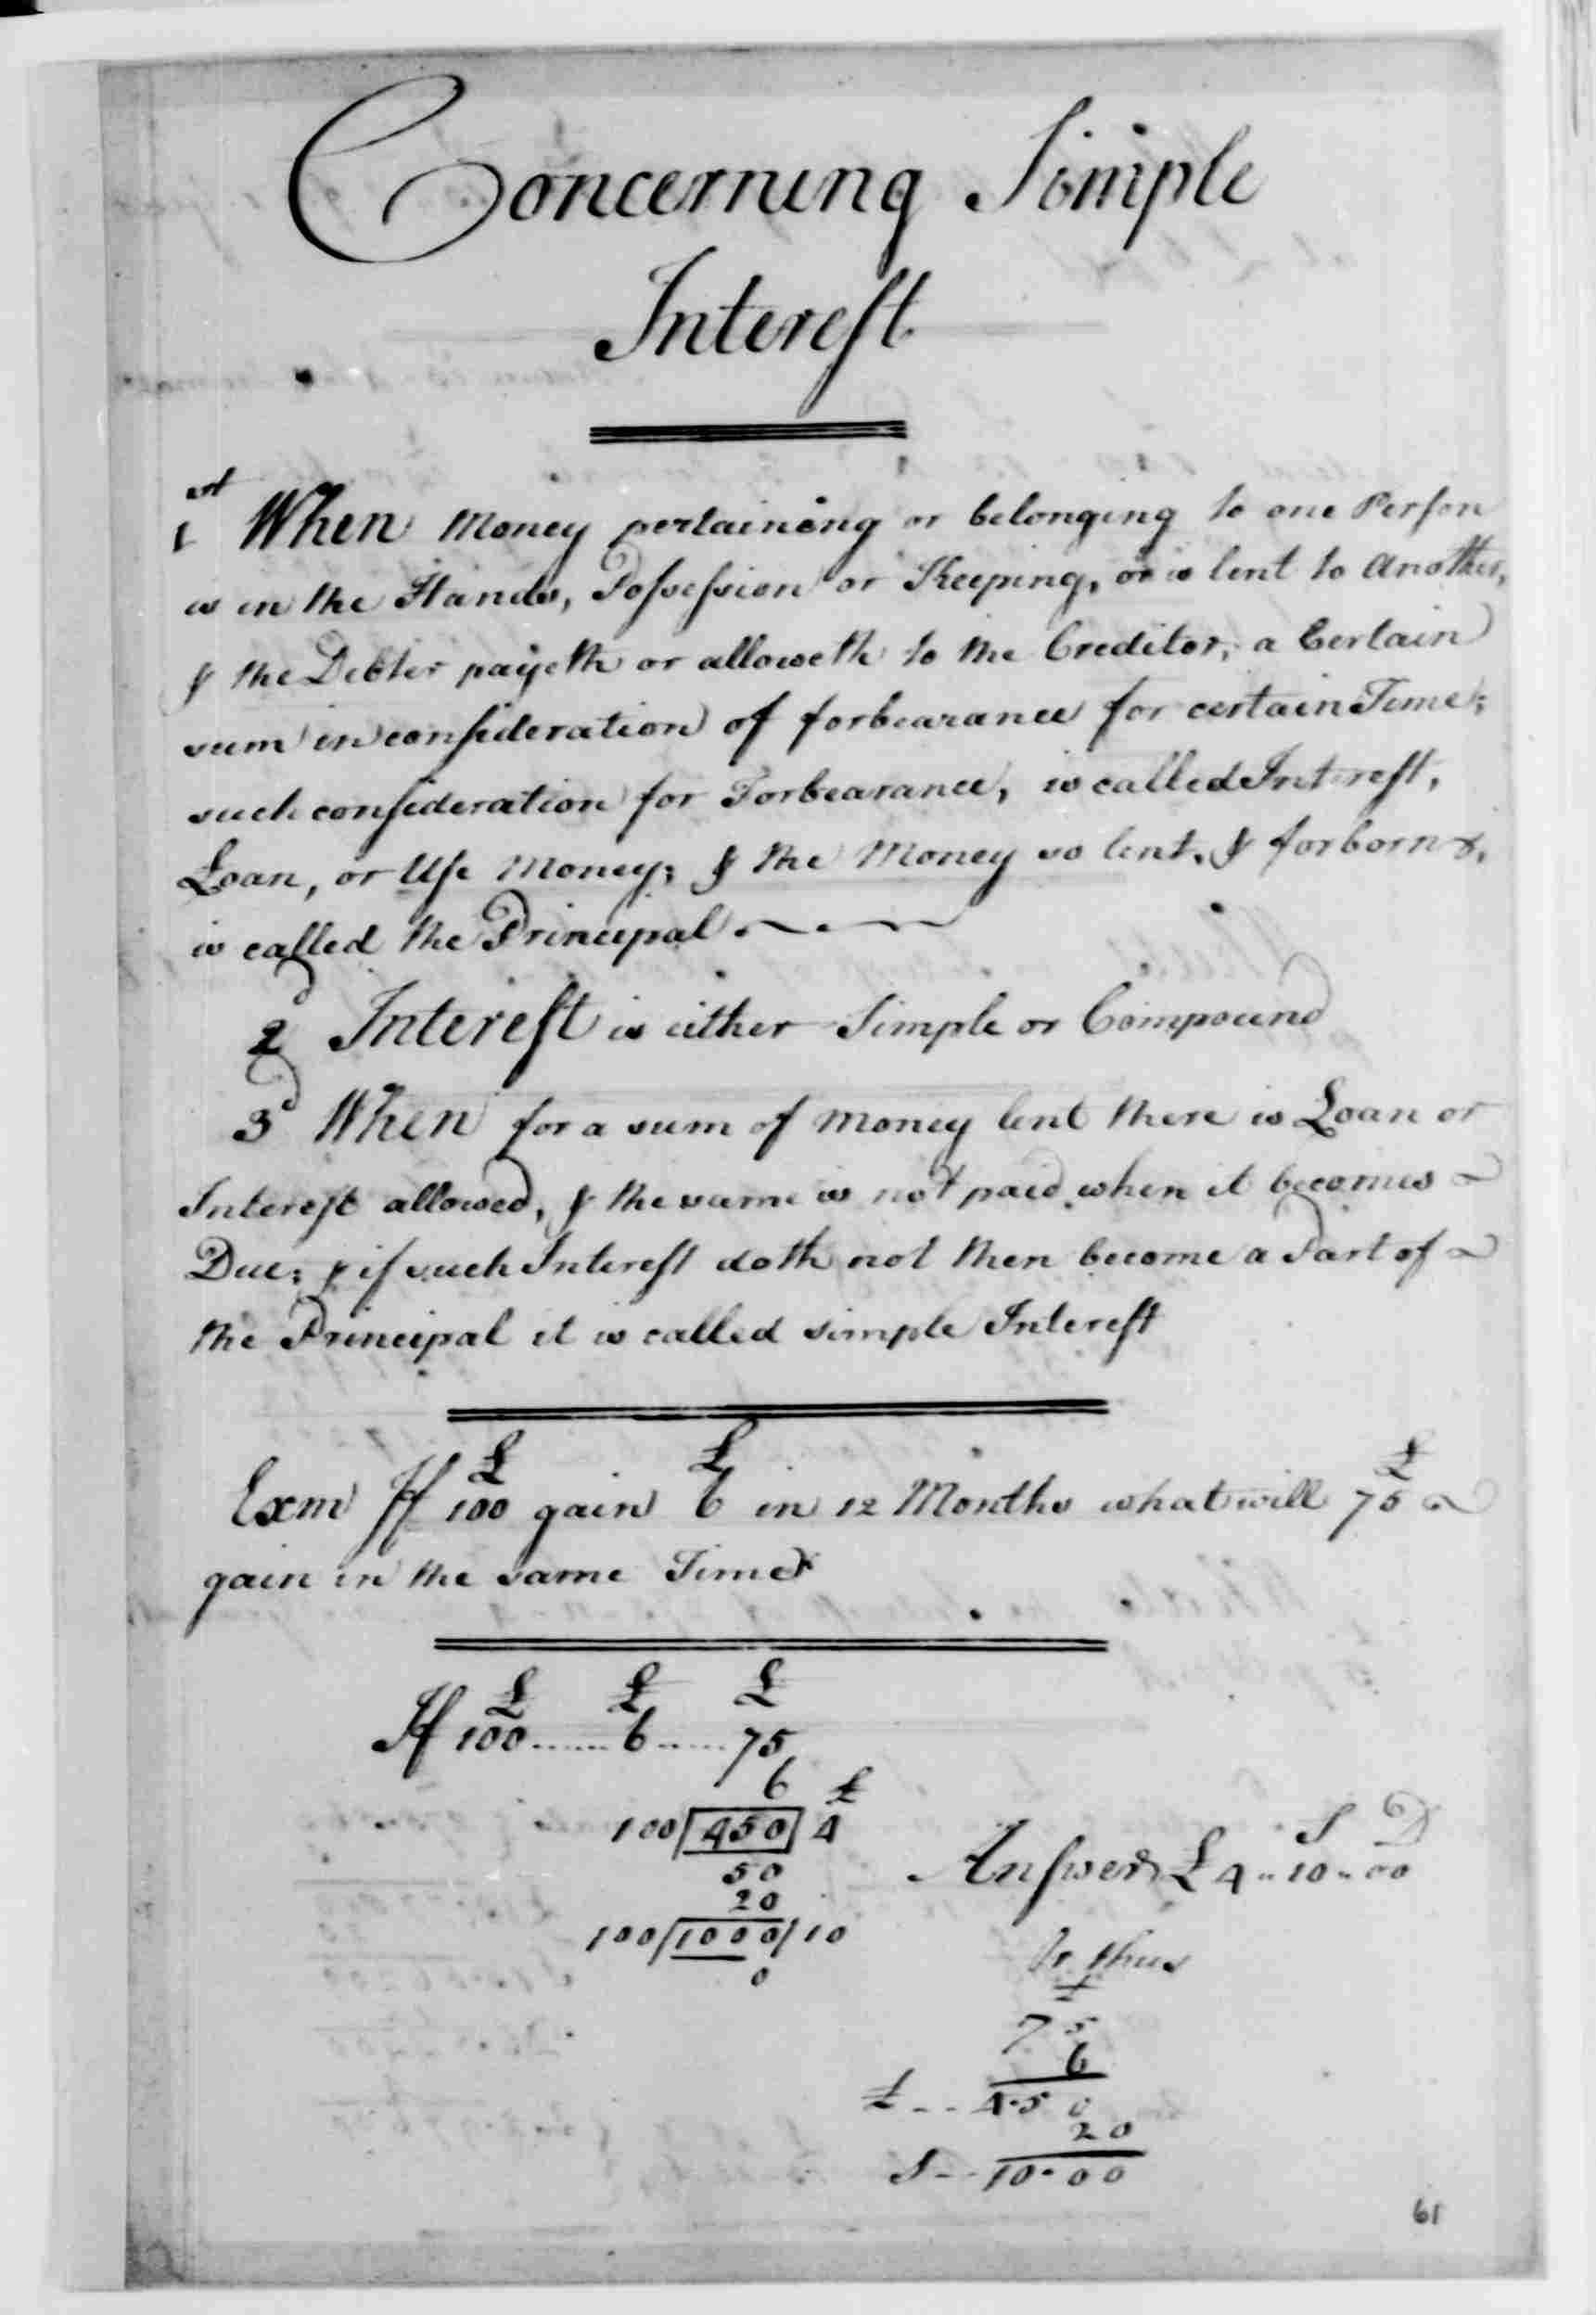 Concerning Simple
Interest
1st When Money pertaining or belonging to one Person
is in the Hands, Possession or Keeping, or is lent to Another,
& the Debter payeth or alloweth to the Creditor, a Certain
sum in consideration of forbearance for certain Time;
such consideration for Forbearance, is called Interest,
Loan, or Use Money; & the Money so lent, & forborne,
is called the Principal
2d Interest is either Simple or Compound
3d When for a sum of Money lent there is Loan or
Interest allowed, & the same is not paid when it becomes
Due; & if such Interest doth not then become a Part of
the Principal it is called simple Interest
£ £ £
Exm If 100 gain 6 in 12 Months what will 75
gain in the same Time
£ £ £
If 100......6.....75
6 £
100 450 4
50
20
100 1000 10
0
S D
Answer £ 4..10..00
Or thus
£
75
6
£.. 4.50
20
S.. 10.00
61